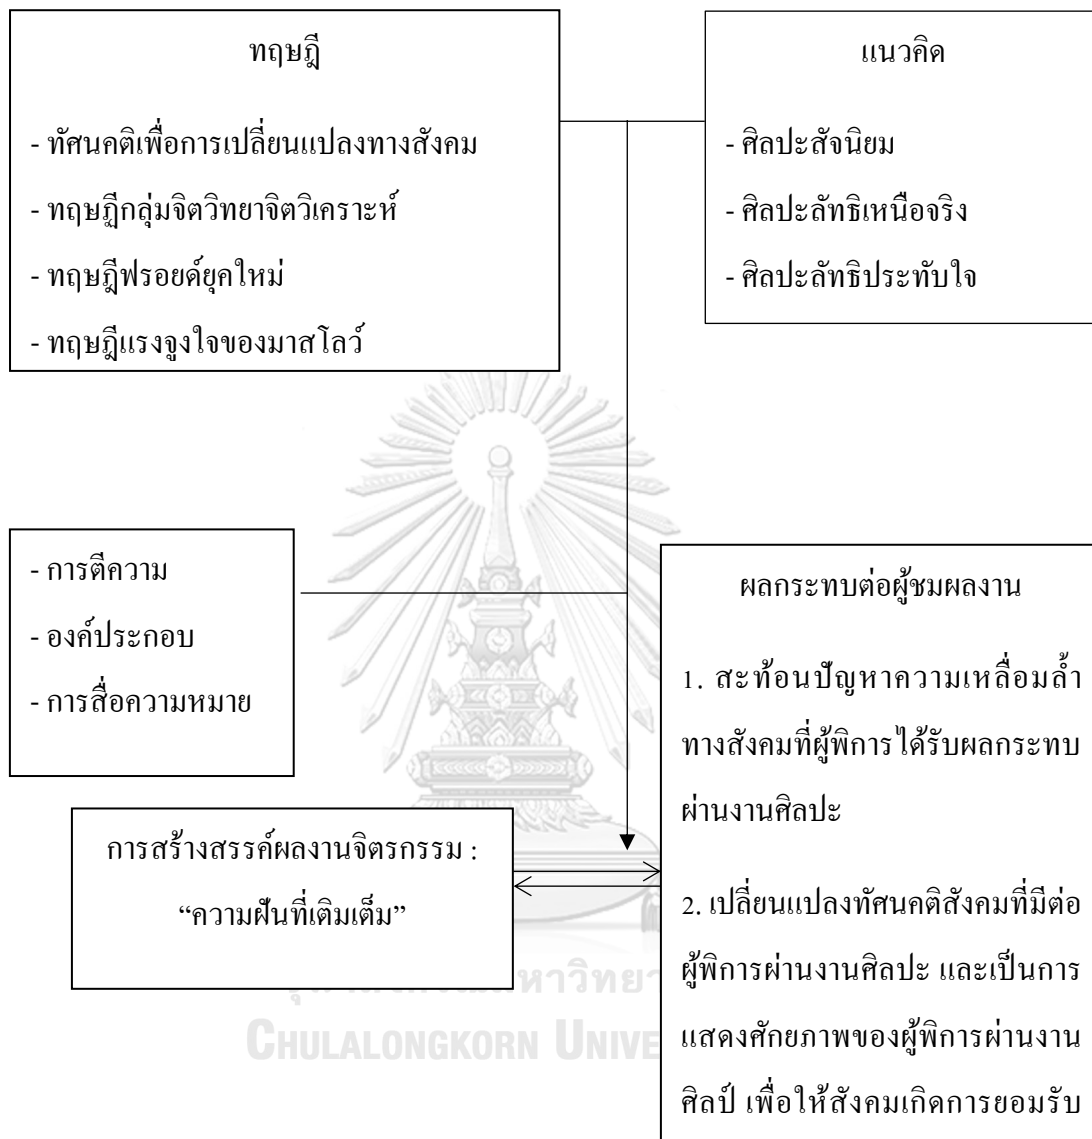 ทฤษฎี
- ทัศนคติเพื่อการเปลี่ยนแปลงทางสังคม
- ทฤษฏีกลุ่มจิตวิทยาจิตวิเคราะห์
- ทฤษฎีฟรอยด์ยุคใหม่
- ทฤษฎีแรงจูงใจของมาสโลว์
แนวคิด
- ศิลปะสัจนิยม
- ศิลปะลัทธิเหนือจริง
- ศิลปะลัทธิประทับใจ
- การตีความ
- องค์ประกอบ
- การสื่อความหมาย
การสร้างสรรค์ผลงานจิตรกรรม :
“ความฝันที่เติมเต็ม”
ผลกระทบต่อผู้ชมผลงาน
1. สะท้อนปัญหาความเหลื่อมล้ำ
ทางสังคมที่ผู้พิการได้รับผลกระทบ
ผ่านงานศิลปะ
2. เปลี่ยนแปลงทัศนคติสังคมที่มีต่อ
ผู้พิการผ่านงานศิลปะ และเป็นการ
แสดงศักยภาพของผู้พิการผ่านงาน
ศิลป์ เพื่อให้สังคมเกิดการยอมรับ
CHULALONGKORN UNIVE